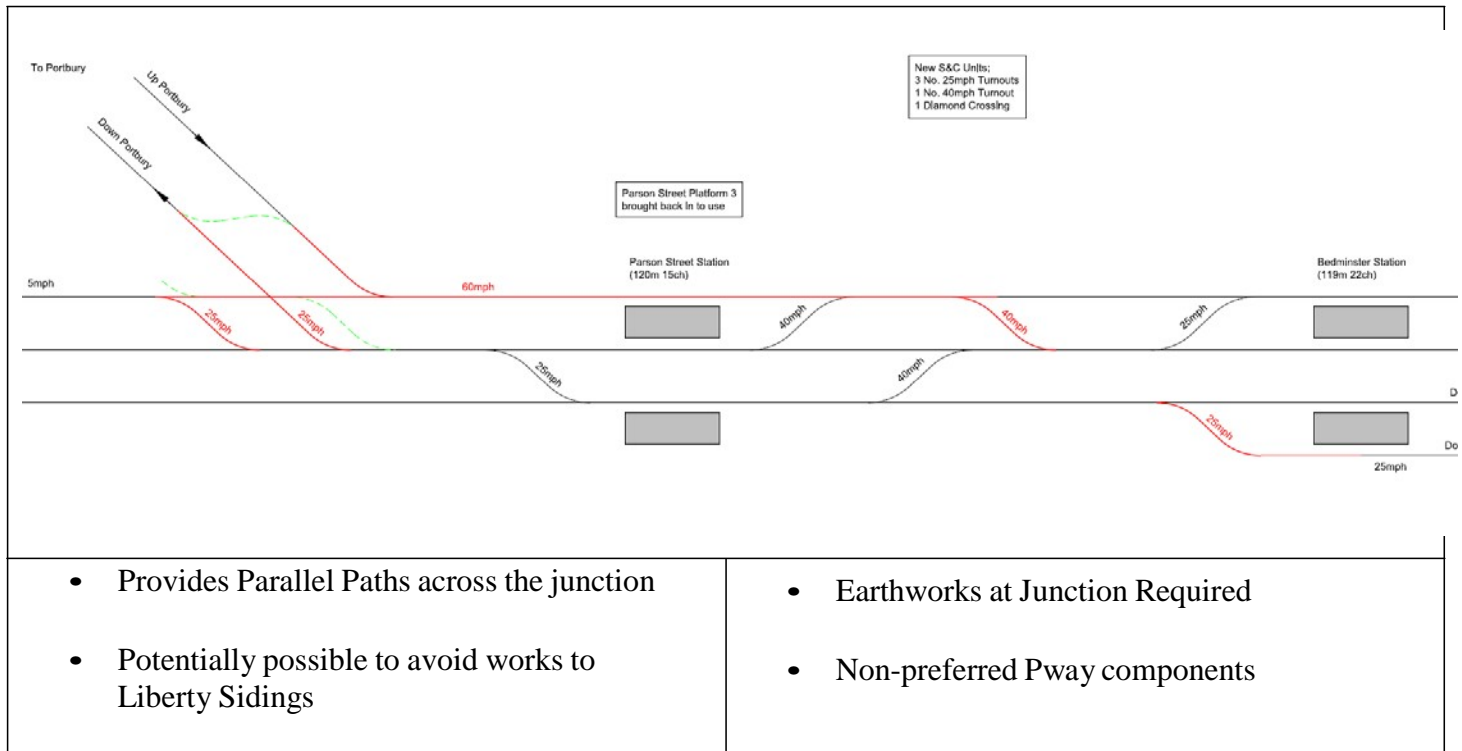 To Portbury
Up Portbury
Down Portbury
New S&C Units;
3 No. 25mph Turnouts
1 No. 40mph Turnout
1 Diamond Crossing
Parson Street Platform 3
brought back in to use
Parson Street Station
(120m 15ch)
Bedminster Station
(119m 22ch)
5mph
60mph
25mph
25mph
40mph
40mph
25mph
25mph
40mph
D
25mph
Do
25mph
• Provides Parallel Paths across the junction
• Potentially possible to avoid works to
Liberty Sidings
• Earthworks at Junction Required
• Non-preferred Pway components